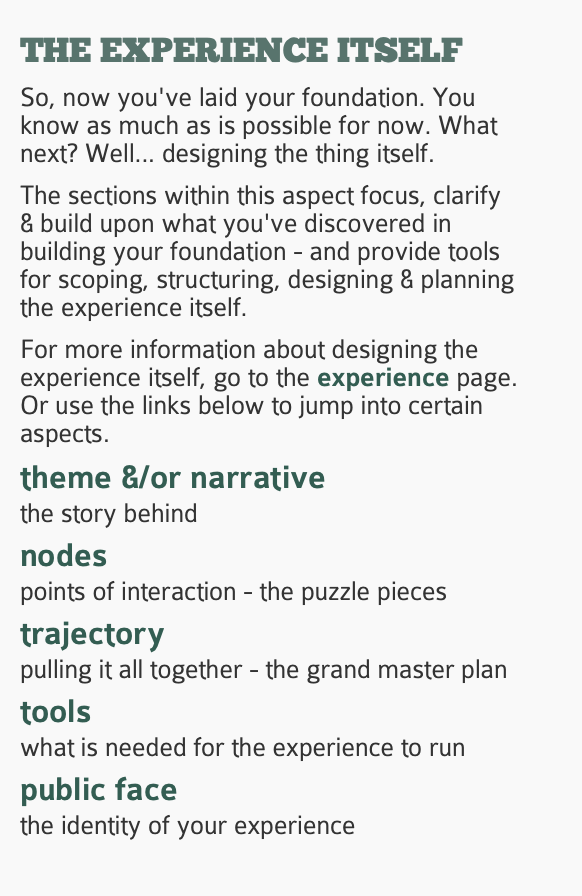 THE EXPERIENCE ITSELF
So, now you've laid your foundation. You
know as much as is possible for now. What
next? Well... designing the thing itself.
The sections within this aspect focus, clarify
& build upon what you've discovered in
building your foundation - and provide tools
for scoping, structuring, designing & planning
the experience itself.
For more information about designing the
experience itself, go to the experience page.
Or use the links below to jump into certain
aspects.
theme &/or narrative
the story behind
nodes
points of interaction - the puzzle pieces
trajectory
pulling it all together - the grand master plan
tools
what is needed for the experience to run
public face
the identity of your experience